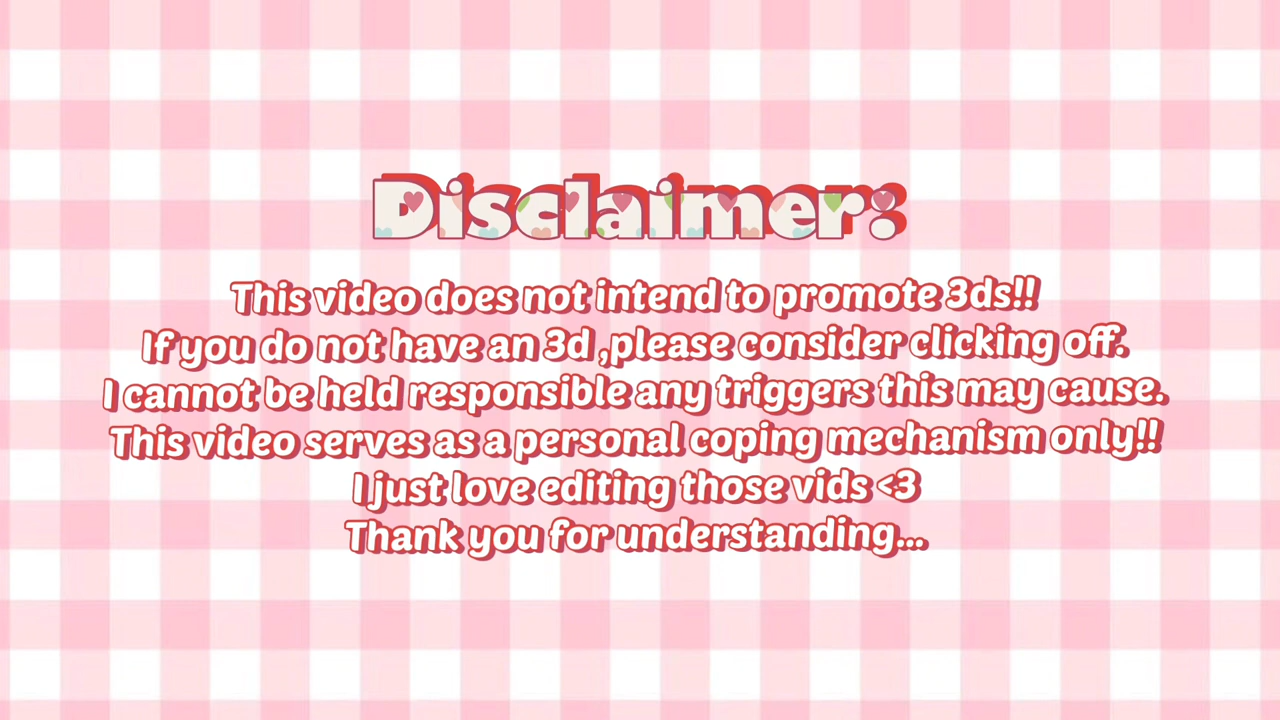 Disclaimer:
This video does not intend to promote 3ds!!
If you do not have an 3d ,please consider clicking off.
I cannot be held responsible any triggers this may cause.
This video serves as a personal coping mechanism only!!
I just love editing those vids <3
Thank you for understanding...